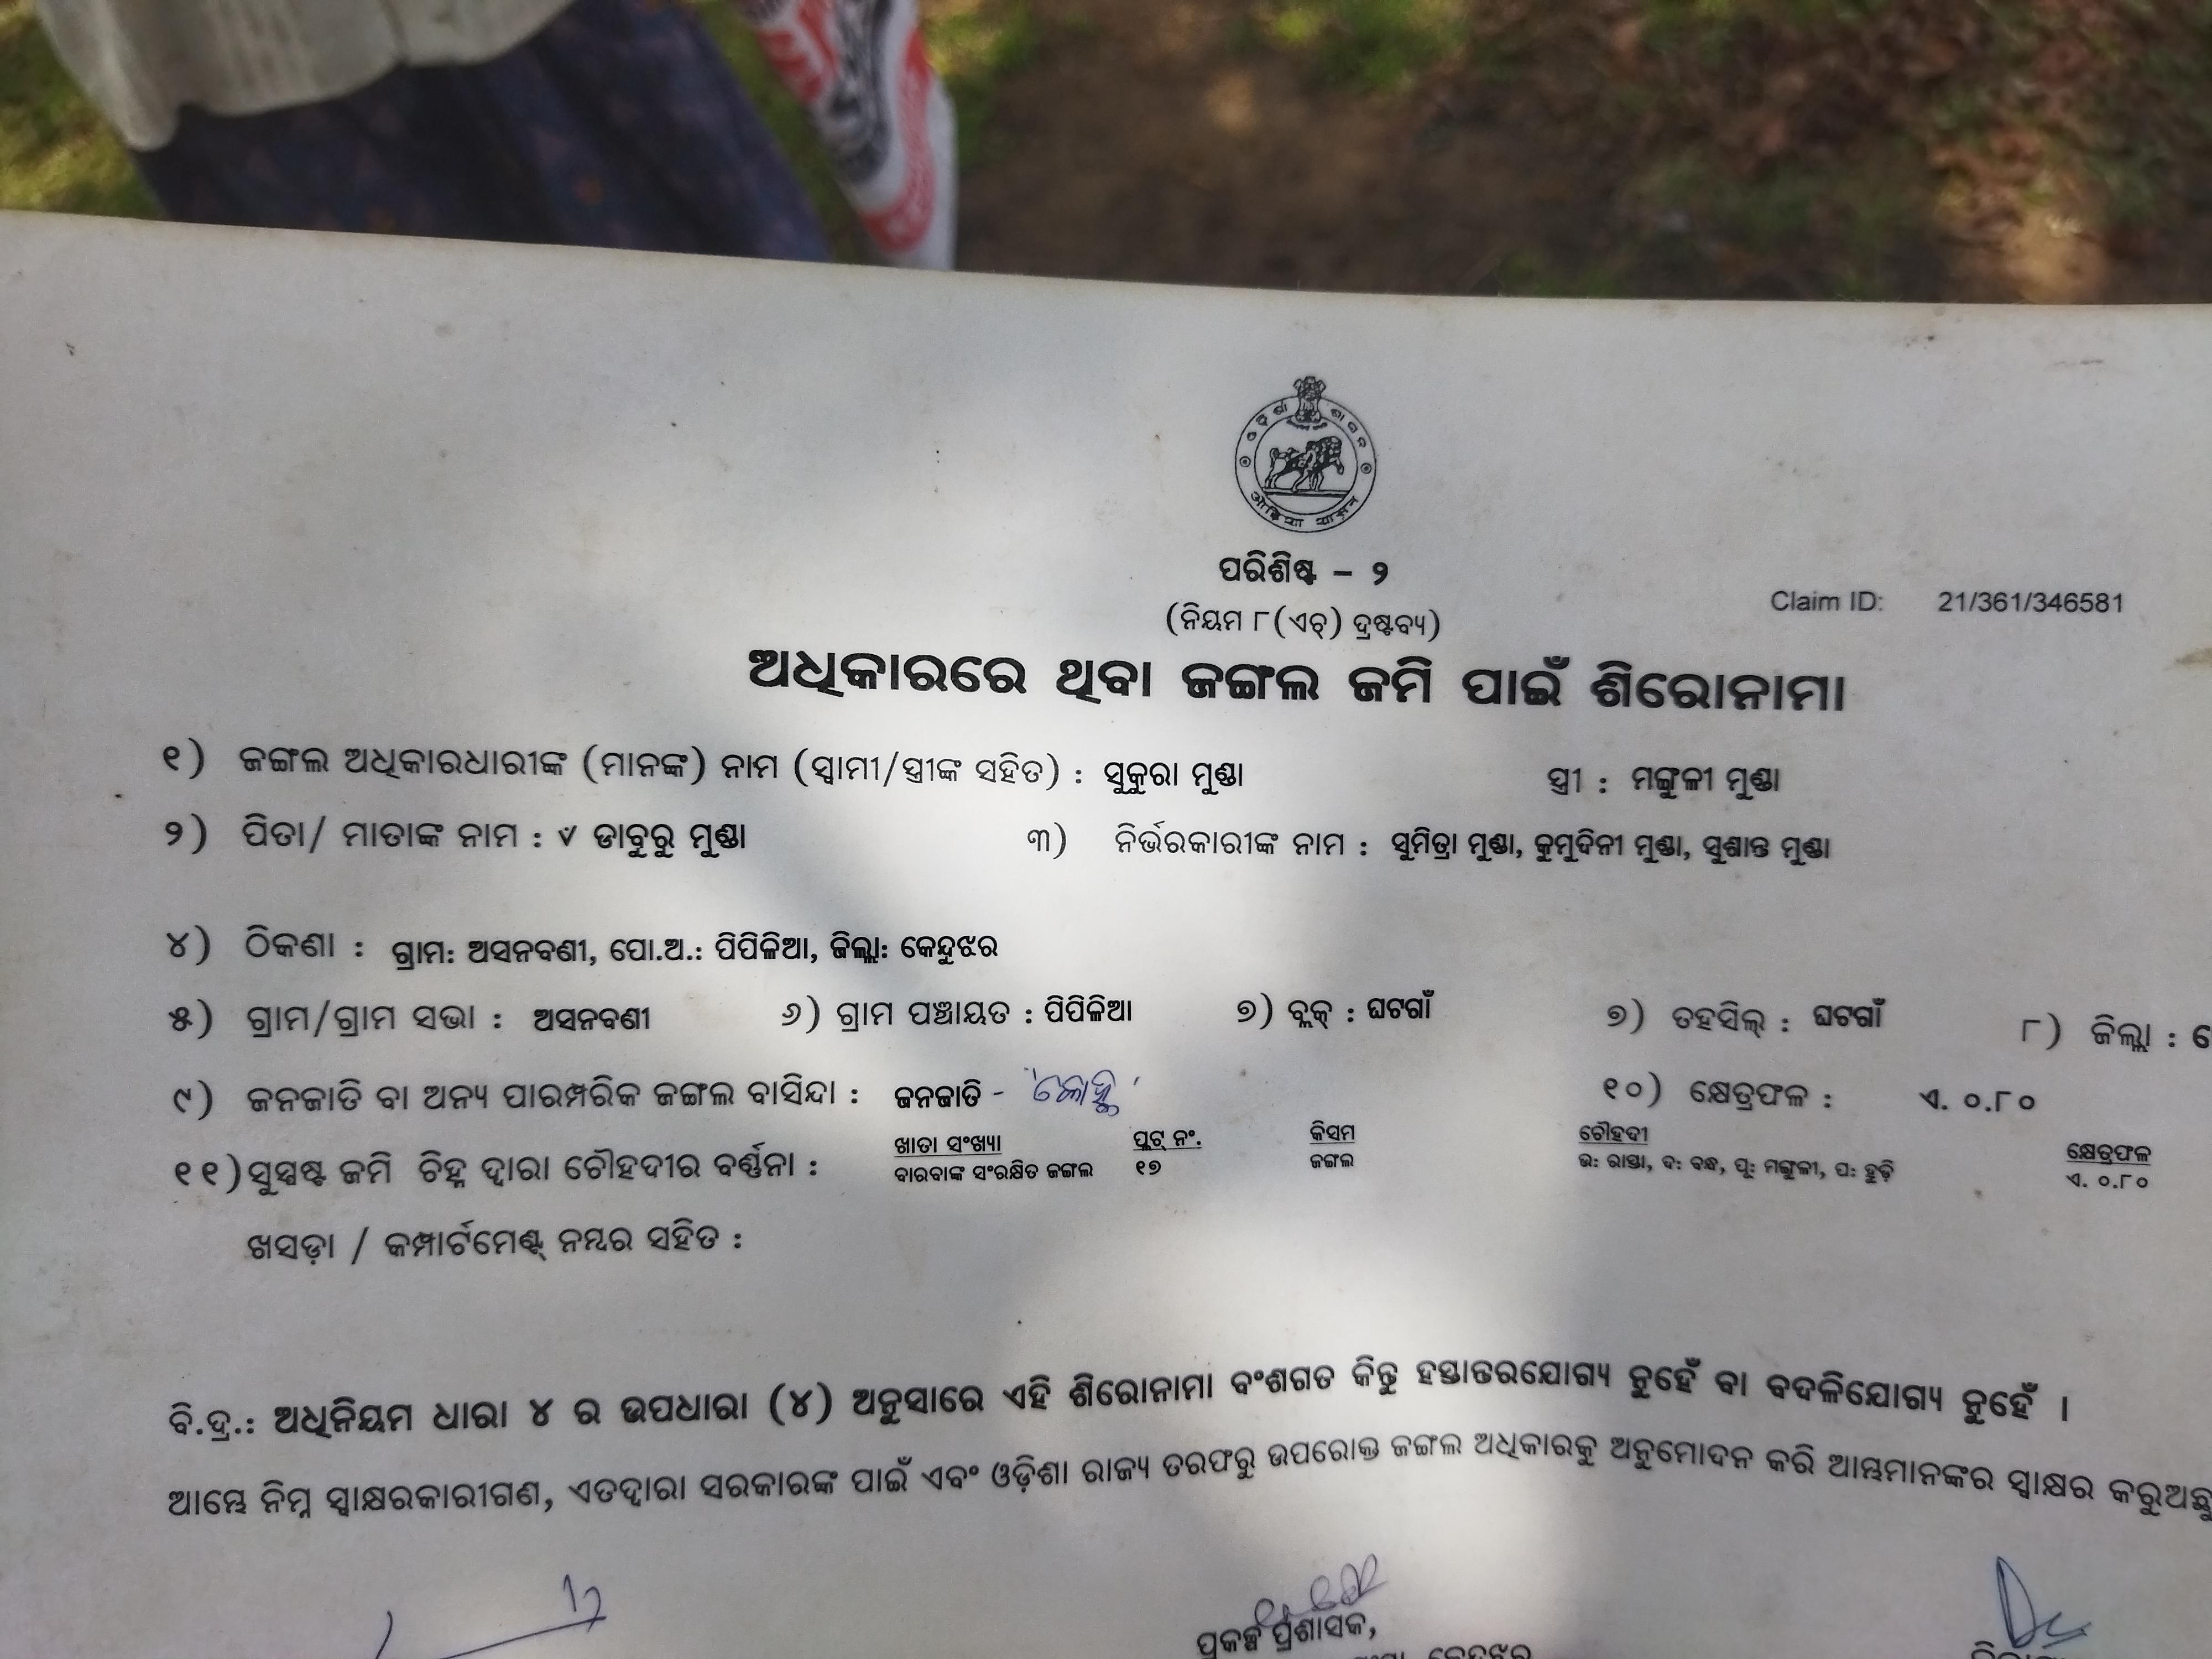 ଓଡ଼ିଶା ଶାସନ
ओड़िशा शासन
ପରିଶିଷ୍ଟ – ୨
(ନିୟମ ୮(ଏଚ୍) ଦ୍ରଷ୍ଟବ୍ୟ)
Claim ID: 21/361/346581
ଅଧିକାରରେ ଥିବା ଜଙ୍ଗଲ ଜମି ପାଇଁ ଶିରୋନାମା
୧) ଜଙ୍ଗଲ ଅଧିକାରଧାରୀଙ୍କ (ମାନଙ୍କ) ନାମ (ସ୍ୱାମୀ/ସ୍ତ୍ରୀଙ୍କ ସହିତ) : ସୁକୁରା ମୁଣ୍ଡା ସ୍ତ୍ରୀ : ମଙ୍ଗୁଳୀ ମୁଣ୍ଡା
୨) ପିତା/ ମାତାଙ୍କ ନାମ : ଡାବୁରୁ ମୁଣ୍ଡା ୩) ନିର୍ଭରକାରୀଙ୍କ ନାମ : ସୁମିତ୍ରା ମୁଣ୍ଡା, କୁମୁଦିନୀ ମୁଣ୍ଡା, ସୁଶାନ୍ତ ମୁଣ୍ଡା
୪) ଠିକଣା : ଗ୍ରାମ: ଅସନବଣୀ, ପୋ.ଅ.: ପିପିଳିଆ, ଜିଲ୍ଲା: କେନ୍ଦୁଝର
୫) ଗ୍ରାମ/ଗ୍ରାମ ସଭା : ଅସନବଣୀ ୬) ଗ୍ରାମ ପଞ୍ଚାୟତ : ପିପିଳିଆ ୭) ବ୍ଲକ୍ : ଘଟଗାଁ ୭) ତହସିଲ୍ : ଘଟଗାଁ ୮) ଜିଲ୍ଲା :
୯) ଜନଜାତି ବା ଅନ୍ୟ ପାରମ୍ପରିକ ଜଙ୍ଗଲ ବାସିନ୍ଦା : ଜନଜାତି - ୧୦) କ୍ଷେତ୍ରଫଳ : ଏ. ୦.୮୦
୧୧) ସୁସ୍ପଷ୍ଟ ଜମି ଚିହ୍ନ ଦ୍ୱାରା ଚୌହଦୀର ବର୍ଣ୍ଣନା : ଖାତା ସଂଖ୍ୟା ପ୍ଲଟ୍ ନଂ. କିସମ ଚୌହଦୀ କ୍ଷେତ୍ରଫଳ
ବାରବାଙ୍କ ସଂରକ୍ଷିତ ଜଙ୍ଗଲ ୧୭ ଜଙ୍ଗଲ ଉ: ରାସ୍ତା, ଦ: ବନ୍ଧ, ପୂ: ମଙ୍ଗୁଳୀ, ପ: ହୁଡ଼ି ଏ. ୦.୮୦
ଖସଡ଼ା / କମ୍ପାର୍ଟମେଣ୍ଟ୍ ନମ୍ବର ସହିତ :
ବି.ଦ୍ର.: ଅଧିନିୟମ ଧାରା ୪ ର ଉପଧାରା (୪) ଅନୁସାରେ ଏହି ଶିରୋନାମା ବଂଶଗତ କିନ୍ତୁ ହସ୍ତାନ୍ତରଯୋଗ୍ୟ ନୁହେଁ ବା ବଦଳିଯୋଗ୍ୟ ନୁହେଁ ।
ଆମ୍ଭେ ନିମ୍ନ ସ୍ୱାକ୍ଷରକାରୀଗଣ, ଏତଦ୍ଦ୍ୱାରା ସରକାରଙ୍କ ପାଇଁ ଏବଂ ଓଡ଼ିଶା ରାଜ୍ୟ ତରଫରୁ ଉପରୋକ୍ତ ଜଙ୍ଗଲ ଅଧିକାରକୁ ଅନୁମୋଦନ କରି ଆମ୍ଭମାନଙ୍କର ସ୍ୱାକ୍ଷର କରୁଅଛୁ
ପ୍ରକଳ୍ପ ପ୍ରଶାସକ,
କେନ୍ଦୁଝର